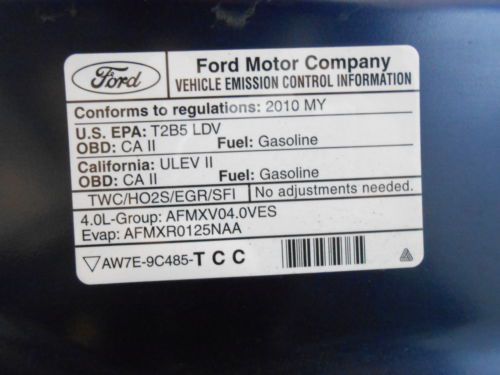 Ford
Ford Motor Company
VEHICLE EMISSION CONTROL INFORMATION
Conforms to regulations: 2010 MY
U.S. EPA: T2B5 LDV
OBD: CA II Fuel: Gasoline
California: ULEV II
OBD: CA II Fuel: Gasoline
TWC/HO2S/EGR/SFI No adjustments needed.
4.0L-Group: AFMXV04.0VES
Evap: AFMXR0125NAA
AW7E-9C485-TCC